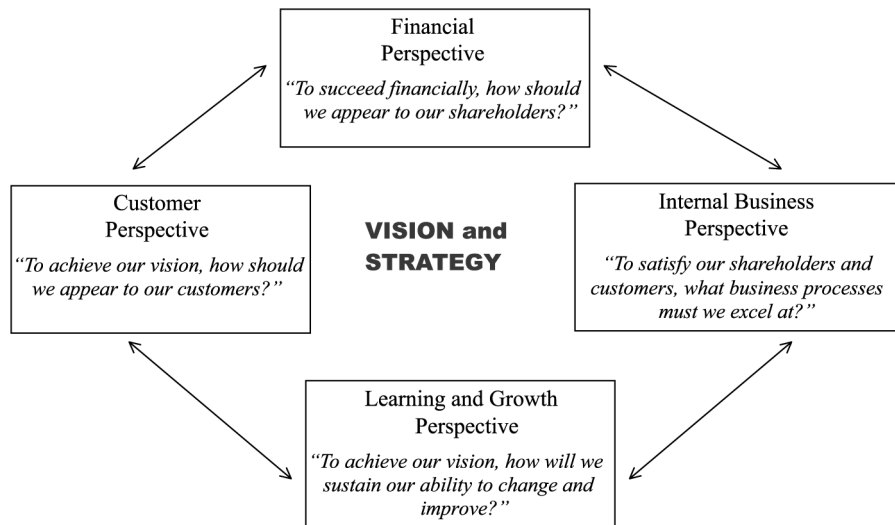 Financial
Perspective
“To succeed financially, how should
we appear to our shareholders?”
Customer
Perspective
“To achieve our vision, how should
we appear to our customers?”
VISION and
STRATEGY
Internal Business
Perspective
“To satisfy our shareholders and
customers, what business processes
must we excel at?”
Learning and Growth
Perspective
“To achieve our vision, how will we
sustain our ability to change and
improve?”